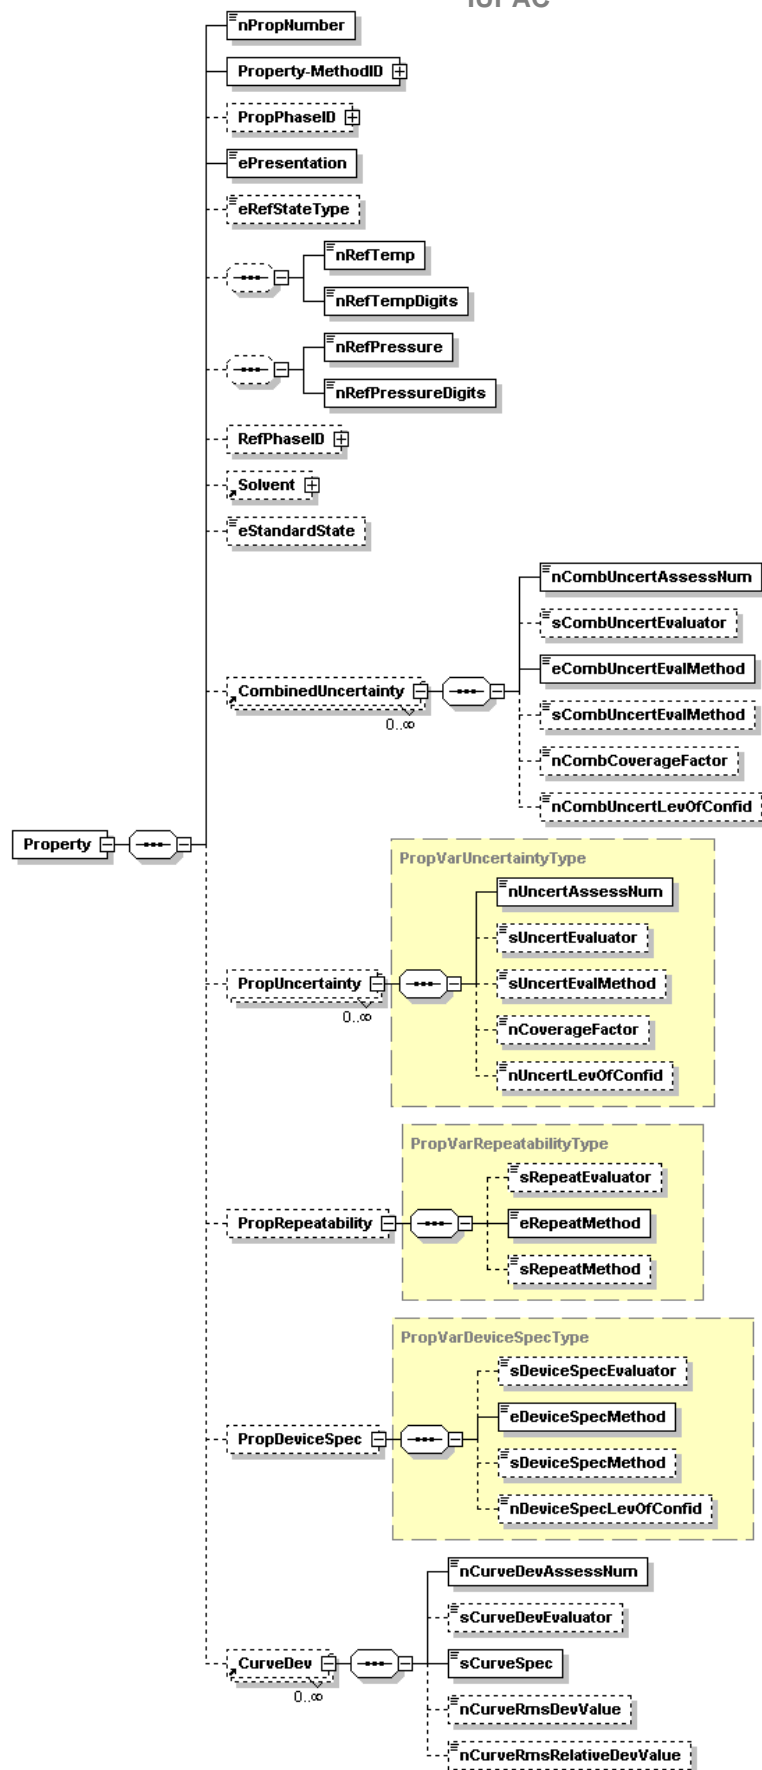 IUPAC
nPropNumber
Property-MethodID
PropPhaseID
ePresentation
eRefStateType
nRefTemp
nRefTempDigits
nRefPressure
nRefPressureDigits
RefPhaseID
Solvent
eStandardState
nCombUncertAssessNum
sCombUncertEvaluator
eCombUncertEvalMethod
CombinedUncertainty
sCombUncertEvalMethod
0..∞
nCombCoverageFactor
nCombUncertLevOfConfid
Property
PropVarUncertaintyType
nUncertAssessNum
sUncertEvaluator
PropUncertainty
sUncertEvalMethod
0..∞
nCoverageFactor
nUncertLevOfConfid
PropVarRepeatabilityType
sRepeatEvaluator
PropRepeatability
eRepeatMethod
sRepeatMethod
PropVarDeviceSpecType
sDeviceSpecEvaluator
eDeviceSpecMethod
PropDeviceSpec
sDeviceSpecMethod
nDeviceSpecLevOfConfid
nCurveDevAssessNum
sCurveDevEvaluator
CurveDev
sCurveSpec
0..∞
nCurveRmsDevValue
nCurveRmsRelativeDevValue